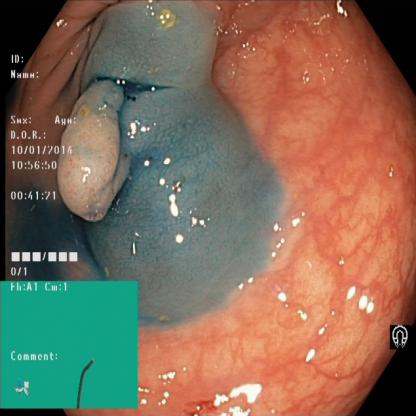 ID:
Name:
Sex: Age:
D.O.B.:
10/01/2014
10:56:50
00:41:21
■■■/■■■
0/1
Eh:A1 Cm:1
Comment: